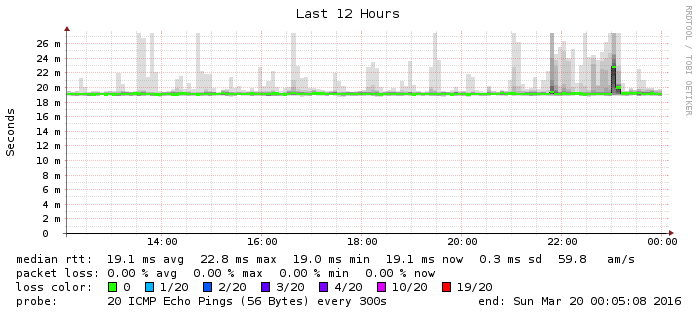 Last 12 Hours
RRDTOOL / TOBI OETIKER
Seconds
26 m
24 m
22 m
20 m
18 m
16 m
14 m
12 m
10 m
8 m
6 m
4 m
2 m
0
14:00 16:00 18:00 20:00 22:00 00:00
median rtt: 19.1 ms avg 22.8 ms max 19.0 ms min 19.1 ms now 0.3 ms sd 59.8 am/s
packet loss: 0.00 % avg 0.00 % max 0.00 % min 0.00 % now
loss color: 0 1/20 2/20 3/20 4/20 10/20 19/20
probe: 20 ICMP Echo Pings (56 Bytes) every 300s end: Sun Mar 20 00:05:08 2016